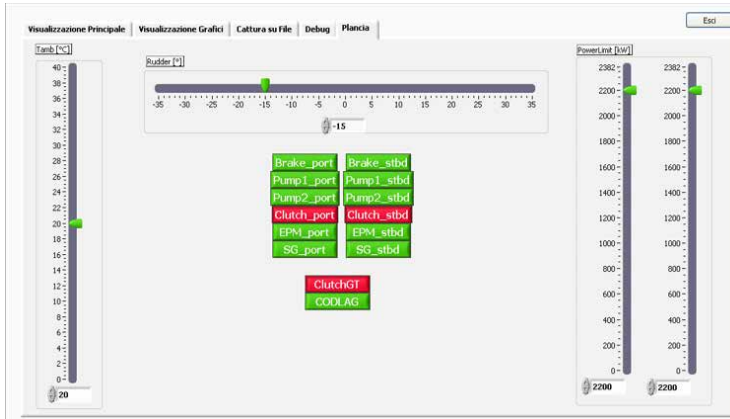 Esci
Visualizzazione Principale Visualizzazione Grafici Cattura su File Debug Plancia
Tamb [°C]
40
38
36
34
32
30
28
26
24
22
20
18
16
14
12
10
8
6
4
2
0
20
Rudder [°]
-35 -30 -25 -20 -15 -10 -5 0 5 10 15 20 25 30 35
-15
Brake_port Brake_stbd
Pump1_port Pump1_stbd
Pump2_port Pump2_stbd
Clutch_port Clutch_stbd
EPM_port EPM_stbd
SG_port SG_stbd
ClutchGT
CODLAG
PowerLimit [kW]
2382 2382
2200 2200
2000 2000
1800 1800
1600 1600
1400 1400
1200 1200
1000 1000
800 800
600 600
400 400
200 200
0 0
2200 2200